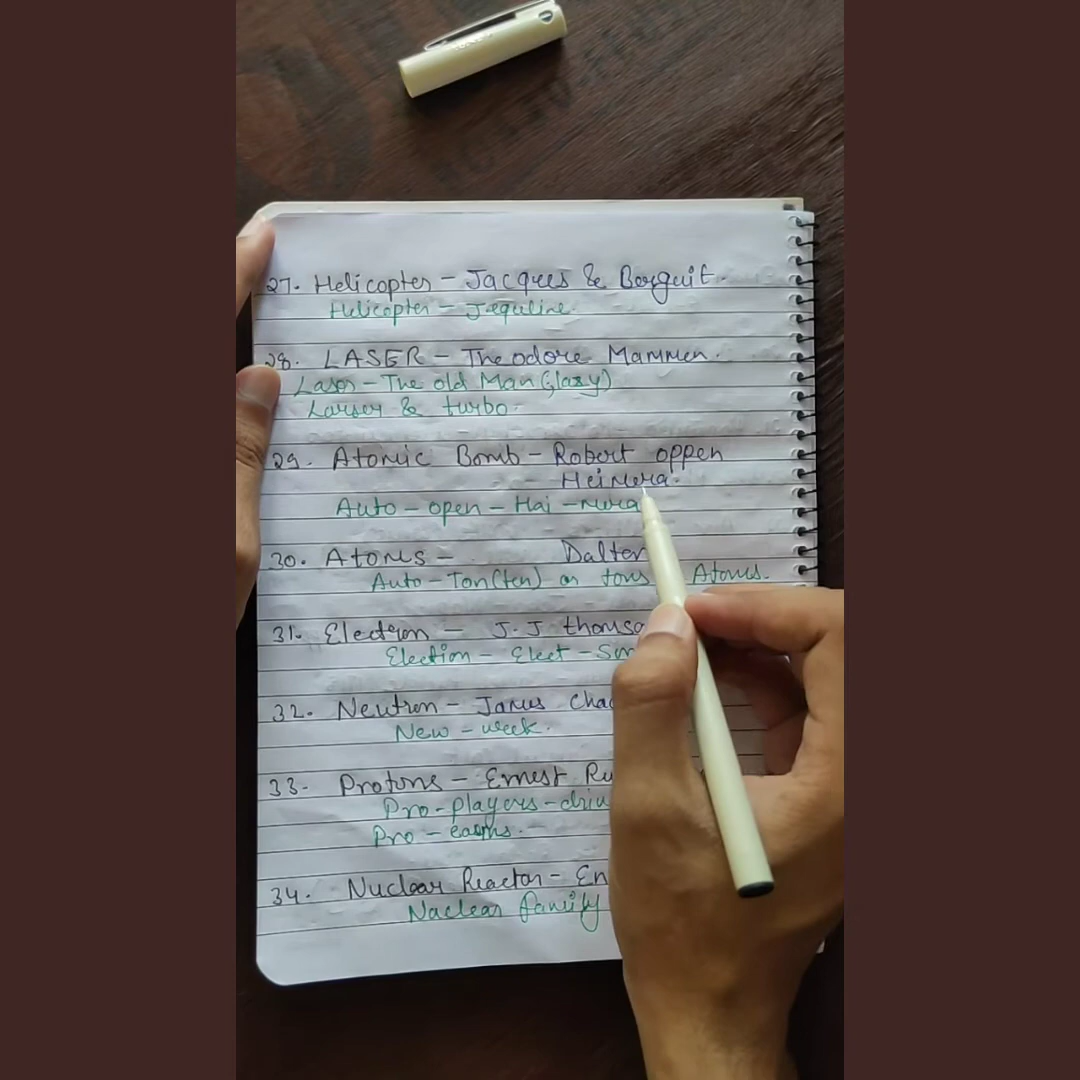 27. Helicopter - Jacques & Borguit.
Helicopter - Jequline
28. LASER - Theodore Mammen.
Laser - The old Man (lazy)
Larser & turbo.
29. Atomic Bomb - Robert oppen
Heimera.
Auto - open - Hai - mera
30. Atoms - Dalton
Auto - Ton (ten) or tons Atoms.
31. Electron - J.J thomso
Election - Elect - Sun
32. Neutron - James Cha
New - week.
33. Protons - Ernest Ru
Pro - players - driv
Pro - earns.
34. Nuclear Reactor - En
Naclear family